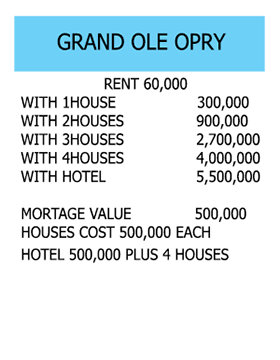 GRAND OLE OPRY
RENT 60,000
WITH 1HOUSE 300,000
WITH 2HOUSES 900,000
WITH 3HOUSES 2,700,000
WITH 4HOUSES 4,000,000
WITH HOTEL 5,500,000
MORTAGE VALUE 500,000
HOUSES COST 500,000 EACH
HOTEL 500,000 PLUS 4 HOUSES